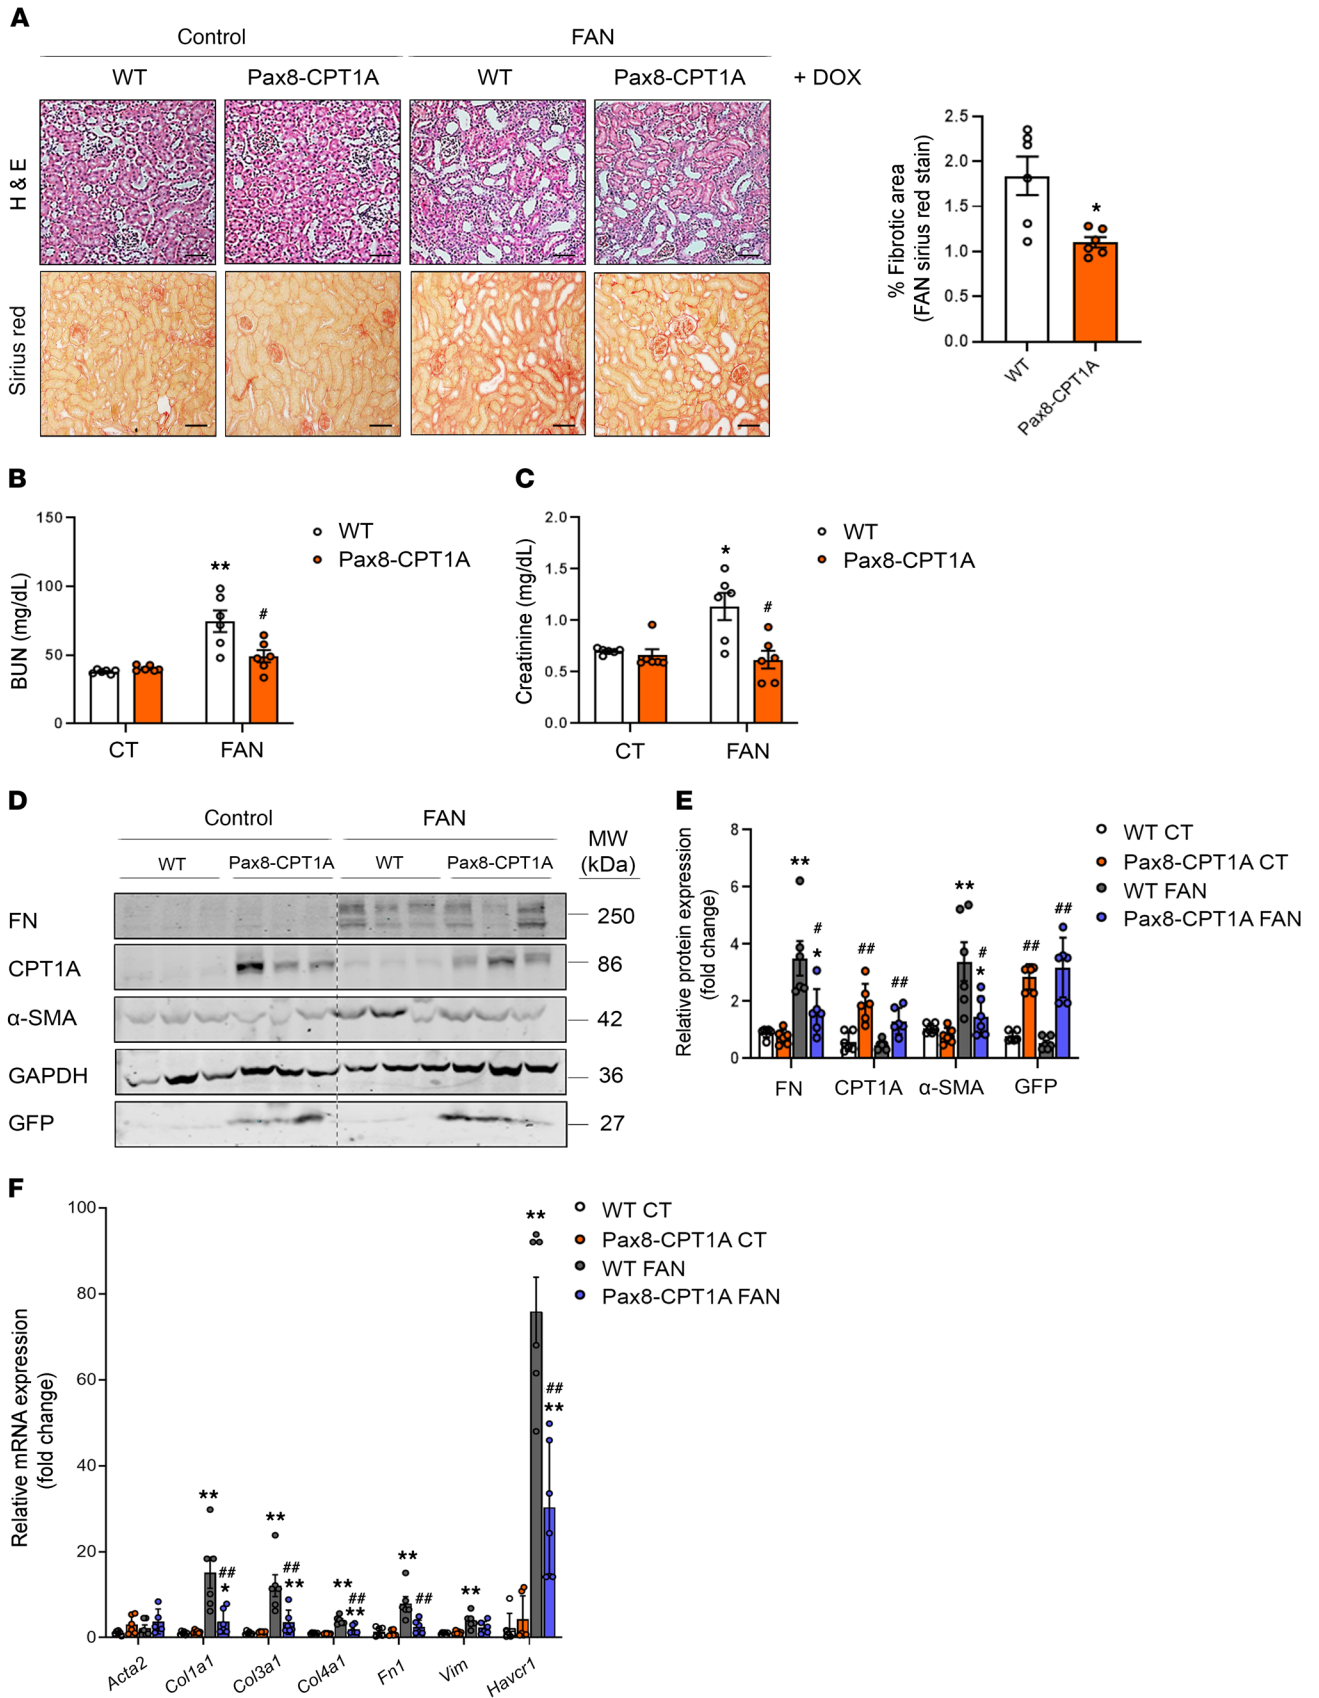 A
Control
FAN
WT
Pax8-CPT1A
WT
Pax8-CPT1A
+ DOX
H & E
Sirius red
% Fibrotic area
(FAN sirius red stain)
2.5
2.0
1.5
1.0
0.5
0.0
*
WT
Pax8-CPT1A
B
BUN (mg/dL)
150
100
50
0
**
#
CT
FAN
WT
Pax8-CPT1A
C
Creatinine (mg/dL)
2.0
1.5
1.0
0.5
0.0
*
#
CT
FAN
WT
Pax8-CPT1A
D
Control
FAN
MW
(kDa)
WT
Pax8-CPT1A
WT
Pax8-CPT1A
FN
250
CPT1A
86
α-SMA
42
GAPDH
36
GFP
27
E
Relative protein expression
(fold change)
8
6
4
2
0
**
#
*
##
##
**
#
*
##
##
FN
CPT1A
α-SMA
GFP
WT CT
Pax8-CPT1A CT
WT FAN
Pax8-CPT1A FAN
F
Relative mRNA expression
(fold change)
100
80
60
40
20
0
**
##
*
**
##
**
**
##
**
**
##
**
**
##
**
Acta2
Col1a1
Col3a1
Col4a1
Fn1
Vim
Havcr1
WT CT
Pax8-CPT1A CT
WT FAN
Pax8-CPT1A FAN